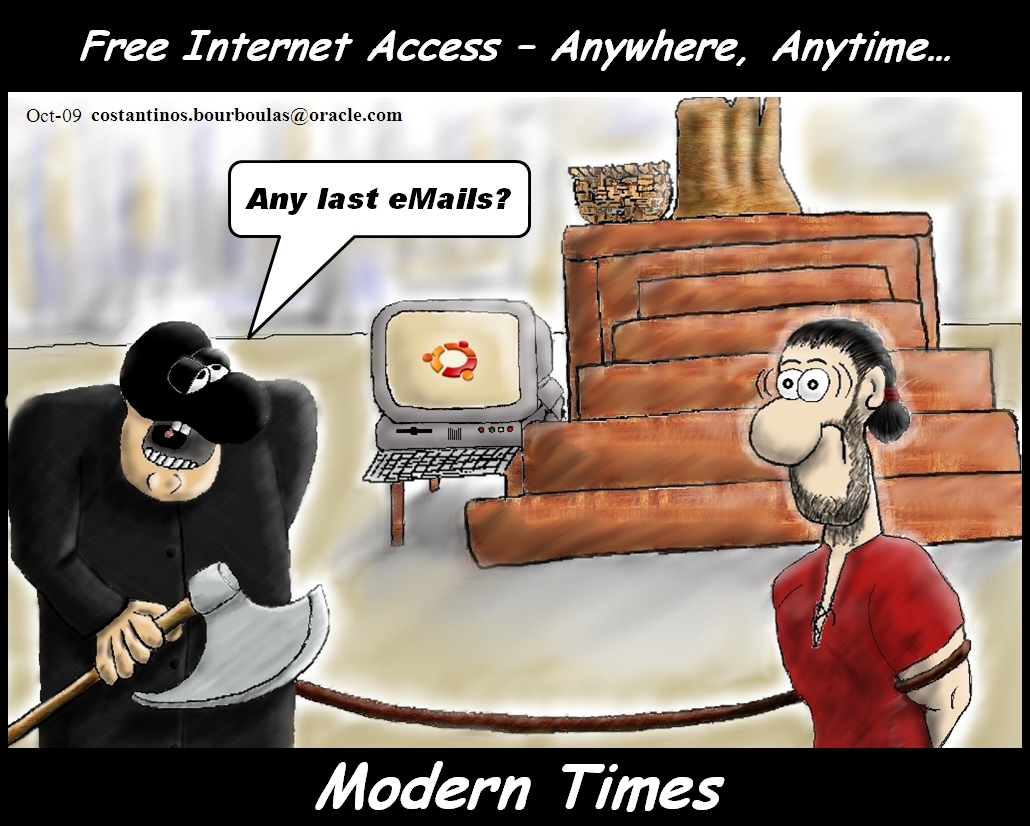 Free Internet Access – Anywhere, Anytime…
Oct-09 costantinos.bourboulas@oracle.com
Any last eMails?
Modern Times